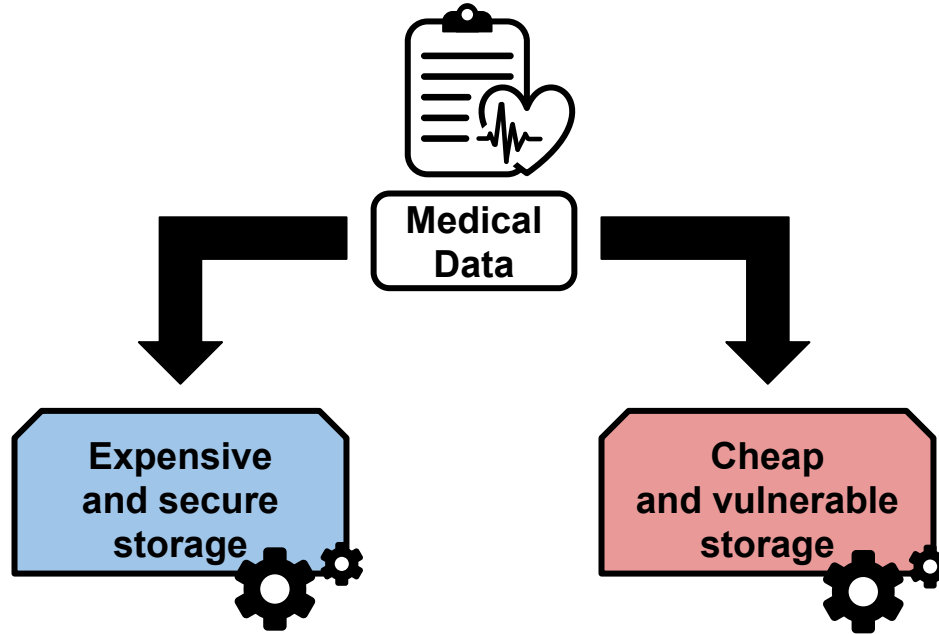 Medical
Data
Expensive
and secure
storage
Cheap
and vulnerable
storage